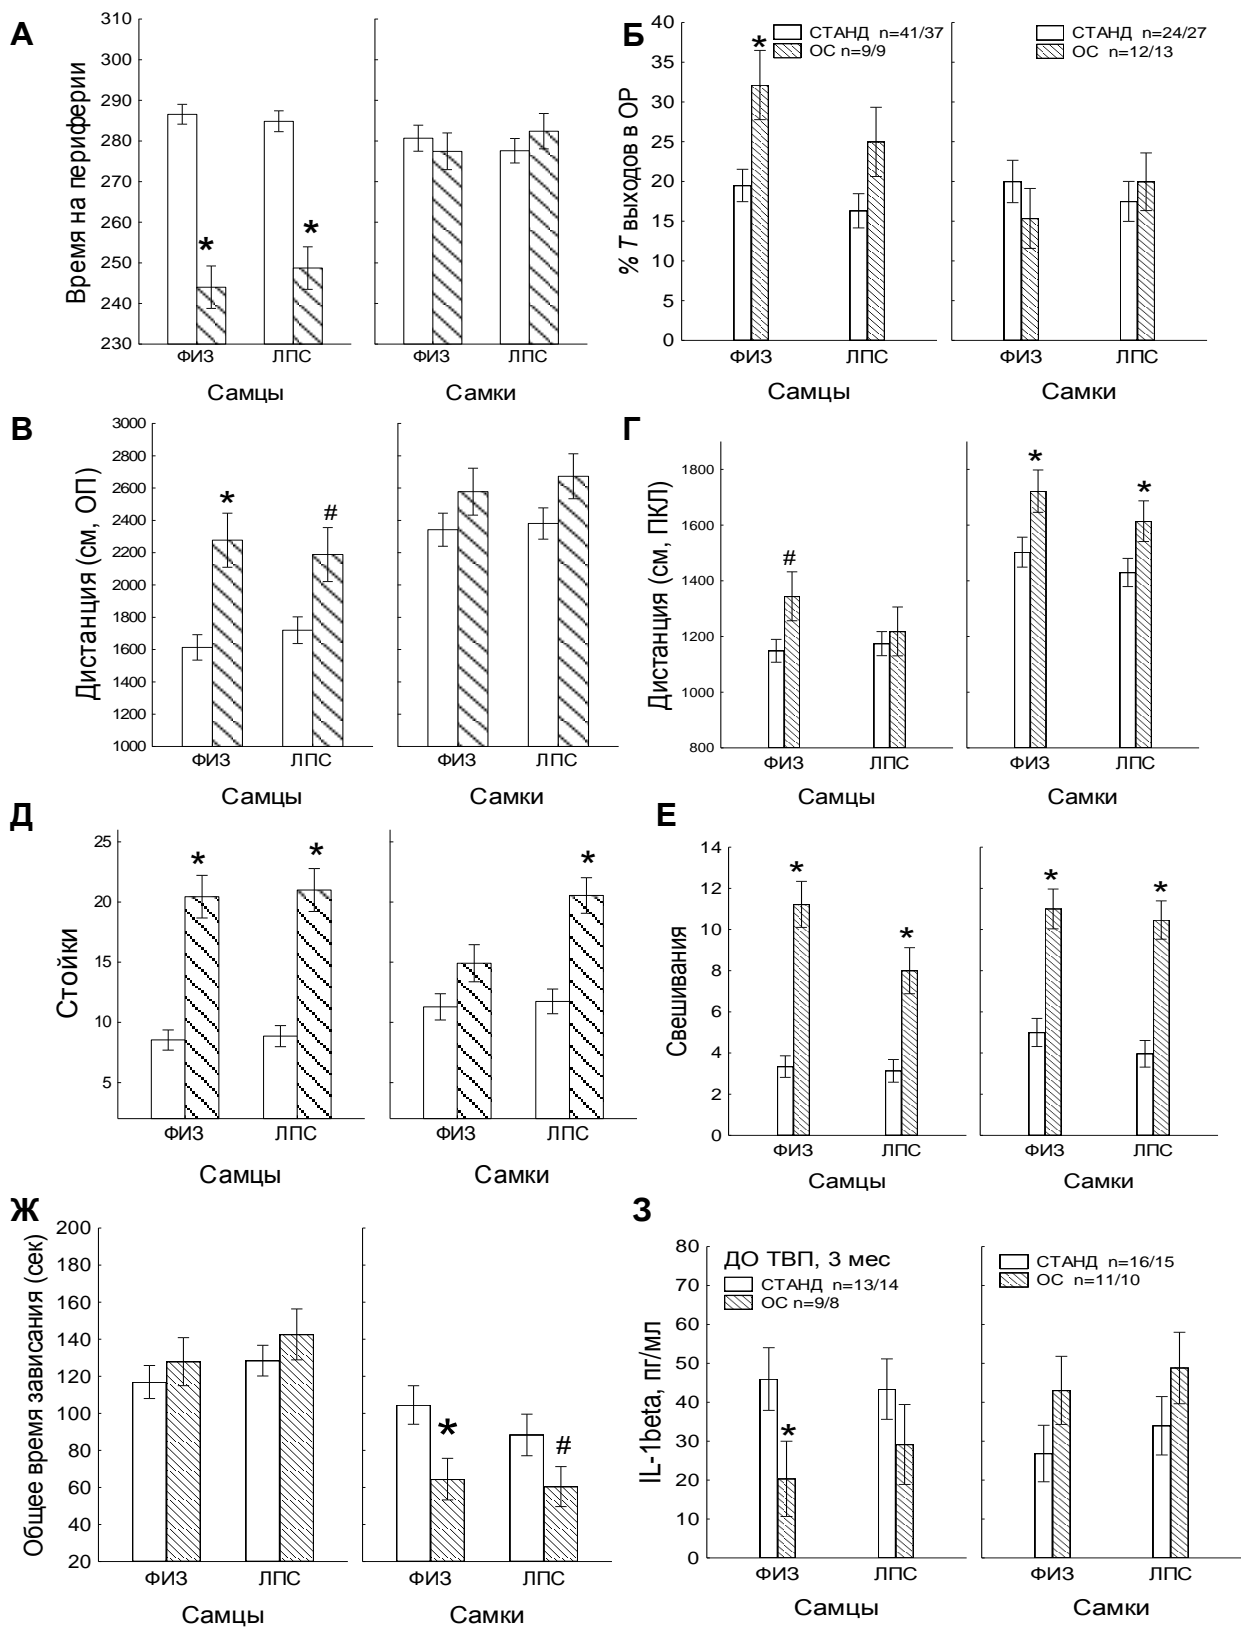 А
Время на периферии
310
300
290
280
270
260
250
240
230
*
*
ФИЗ
ЛПС
ФИЗ
ЛПС
Самцы
Самки
Б
% T выходов в ОР
40
35
30
25
20
15
10
5
0
СТАНД n=41/37
ОС n=9/9
*
СТАНД n=24/27
ОС n=12/13
ФИЗ
ЛПС
ФИЗ
ЛПС
Самцы
Самки
В
Дистанция (см, ОП)
3000
2800
2600
2400
2200
2000
1800
1600
1400
1200
1000
*
#
ФИЗ
ЛПС
ФИЗ
ЛПС
Самцы
Самки
Г
Дистанция (см, ПКЛ)
1800
1600
1400
1200
1000
800
#
*
*
ФИЗ
ЛПС
ФИЗ
ЛПС
Самцы
Самки
Д
Стойки
25
20
15
10
5
*
*
*
ФИЗ
ЛПС
ФИЗ
ЛПС
Самцы
Самки
Е
Свешивания
14
12
10
8
6
4
2
0
*
*
*
*
ФИЗ
ЛПС
ФИЗ
ЛПС
Самцы
Самки
Ж
Общее время зависания (сек)
200
180
160
140
120
100
80
60
40
20
*
#
ФИЗ
ЛПС
ФИЗ
ЛПС
Самцы
Самки
З
IL-1beta, пг/мл
80
70
60
50
40
30
20
10
0
ДО ТВП, 3 мес
СТАНД n=13/14
ОС n=9/8
*
СТАНД n=16/15
ОС n=11/10
ФИЗ
ЛПС
ФИЗ
ЛПС
Самцы
Самки